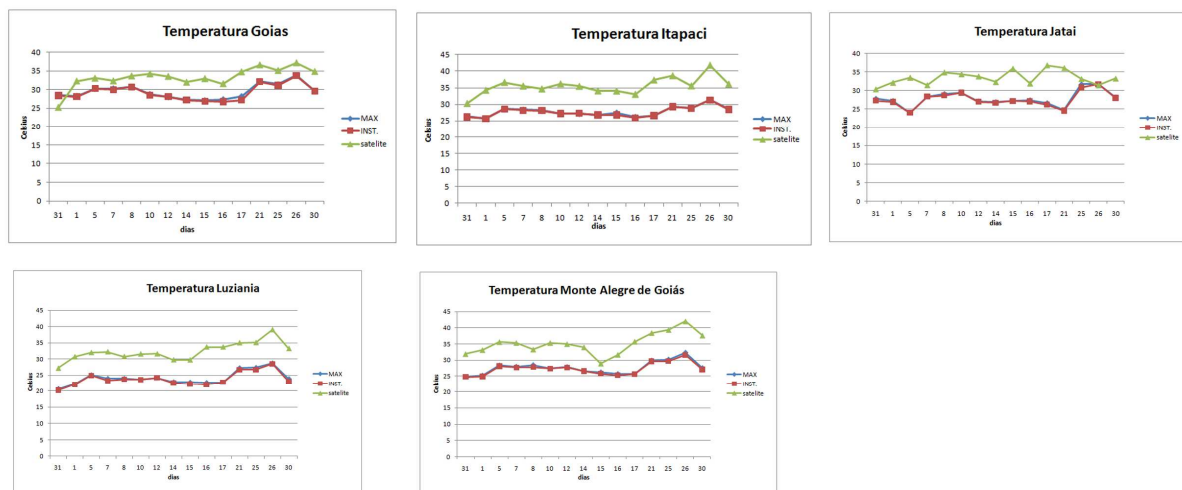 Temperatura Goias
40
35
30
25
20
15
10
5
0
Celsius
31 1 5 7 8 10 12 14 15 16 17 21 25 26 30
dias
MAX
INST.
satelite
Temperatura Itapaci
45
40
35
30
25
20
15
10
5
0
Celsius
31 1 5 7 8 10 12 14 15 16 17 21 25 26 30
dias
MAX
INST.
satelite
Temperatura Jatai
40
35
30
25
20
15
10
5
0
Celsius
31 1 5 7 8 10 12 14 15 16 17 21 25 26 30
dias
MAX
INST.
satelite
Temperatura Luziania
45
40
35
30
25
20
15
10
5
0
Celsius
31 1 5 7 8 10 12 14 15 16 17 21 25 26 30
dias
MAX
INST.
satelite
Temperatura Monte Alegre de Goiás
45
40
35
30
25
20
15
10
5
0
Celsius
31 1 5 7 8 10 12 14 15 16 17 21 25 26 30
dias
MAX
INST.
satelite